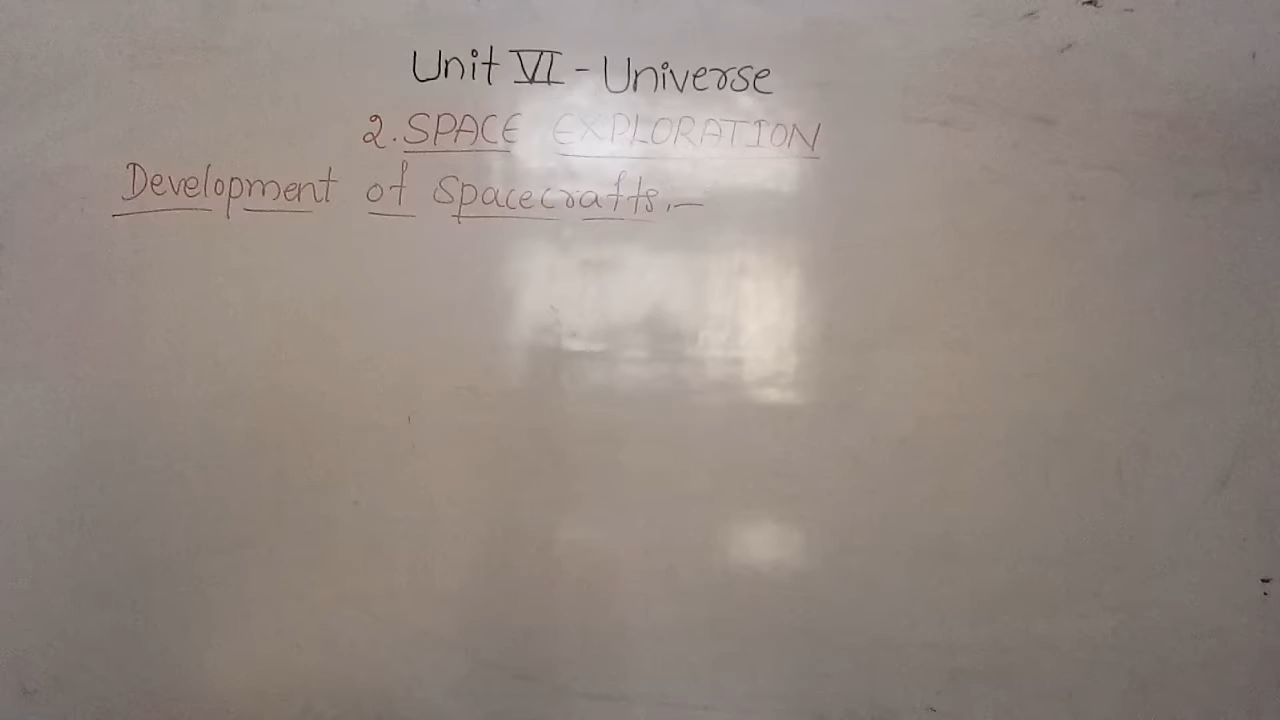 Unit VI - Universe
2. SPACE EXPLORATION
Development of Spacecrafts.—